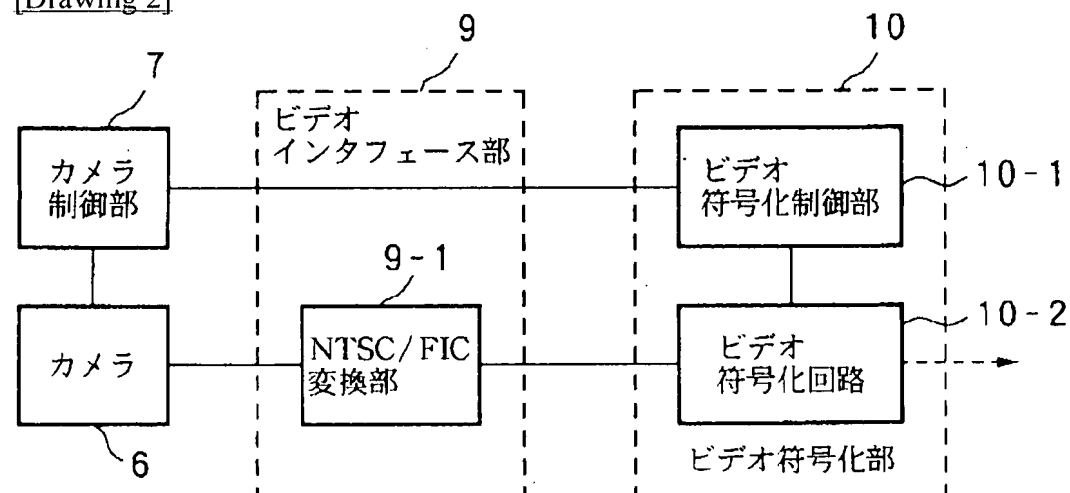 [Drawing 2]
7
9
10
カメラ
制御部
ビデオ
インタフェース部
ビデオ
符号化制御部
10-1
9-1
カメラ
NTSC/FIC
変換部
ビデオ
符号化回路
10-2
6
ビデオ符号化部